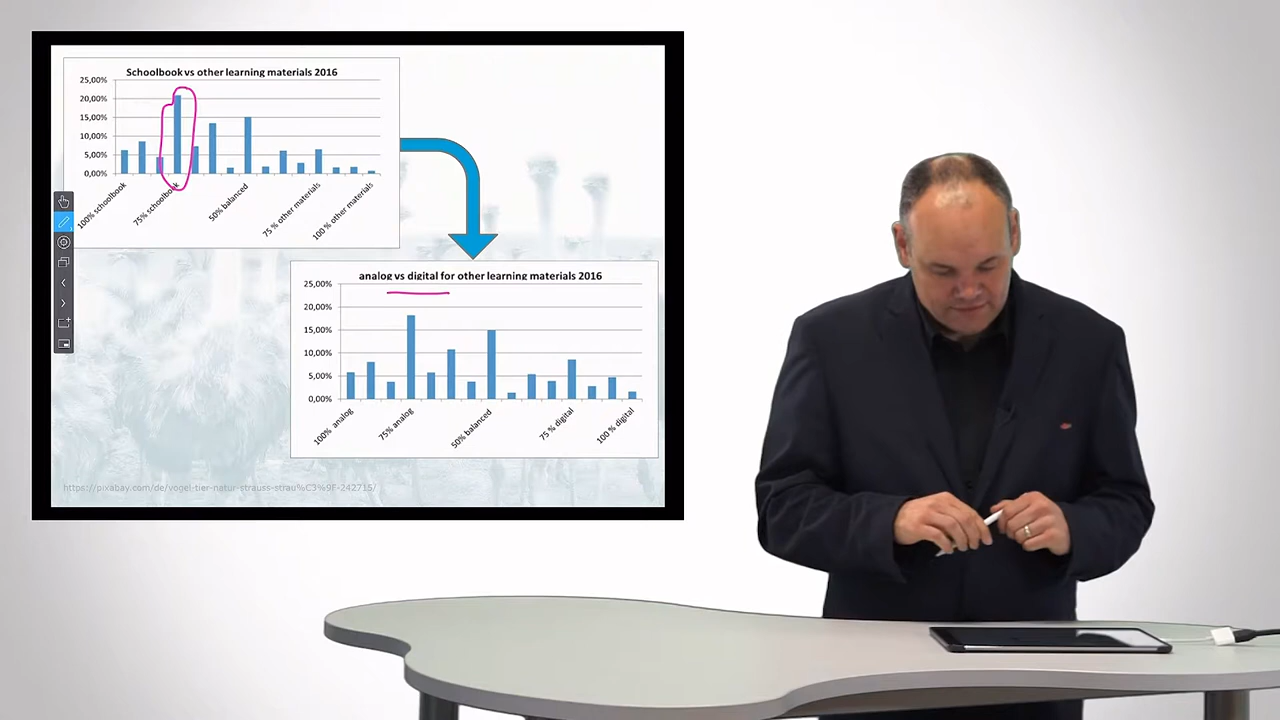 Schoolbook vs other learning materials 2016
25,00%
20,00%
15,00%
10,00%
5,00%
0,00%
100% schoolbook
75% schoolbook
50% balanced
75 % other materials
100 % other materials
analog vs digital for other learning materials 2016
25,00%
20,00%
15,00%
10,00%
5,00%
0,00%
100% analog
75% analog
50% balanced
75 % digital
100 % digital
https://pixabay.com/de/vogel-tier-natur-strauss-strau%C3%9F-242715/